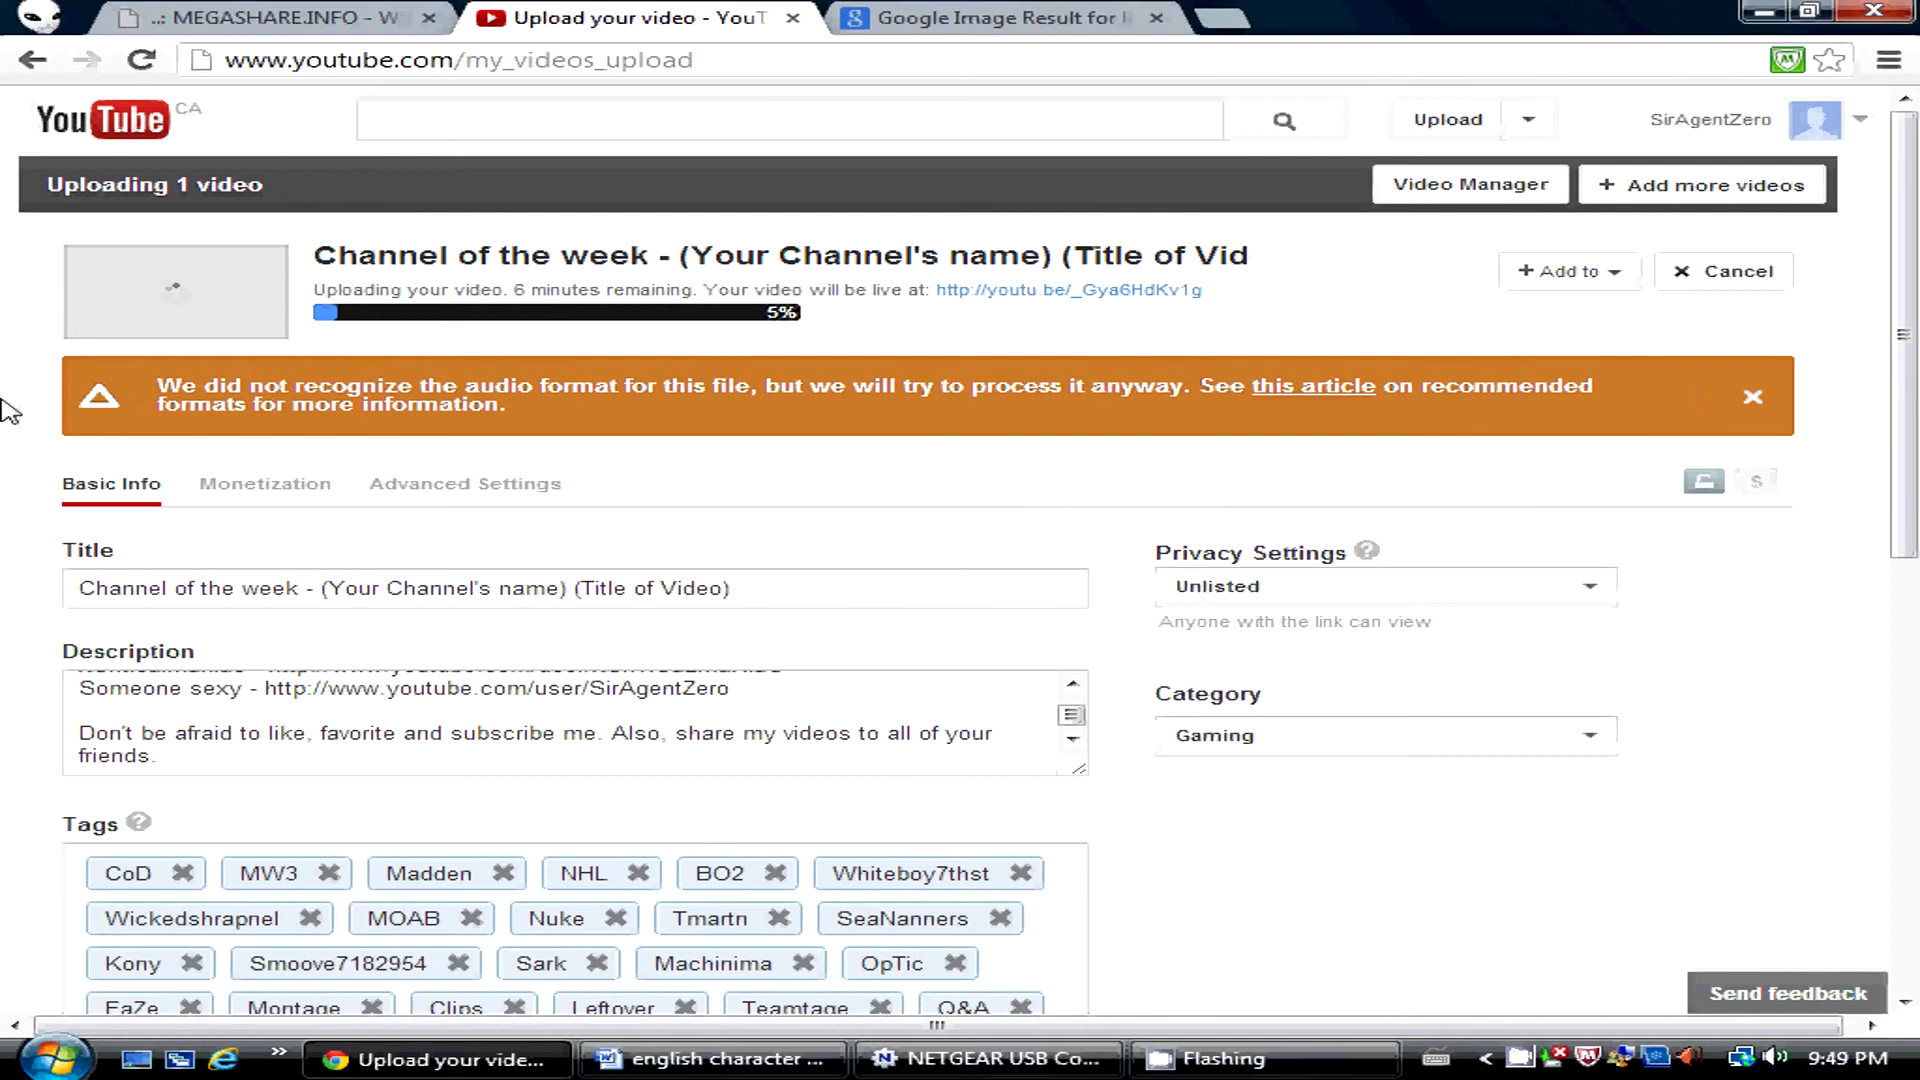 ..: MEGASHARE.INFO - W
Upload your video - YouT
Google Image Result for
www.youtube.com/my_videos_upload
YouTube CA
Upload
SirAgentZero
Uploading 1 video
Video Manager
+ Add more videos
Channel of the week - (Your Channel's name) (Title of Vid
+ Add to
Cancel
Uploading your video. 6 minutes remaining. Your video will be live at: http://youtu.be/_Gya6HdKv1g
5%
We did not recognize the audio format for this file, but we will try to process it anyway. See this article on recommended
formats for more information.
Basic Info
Monetization
Advanced Settings
$
Title
Channel of the week - (Your Channel's name) (Title of Video)
Privacy Settings ?
Unlisted
Anyone with the link can view
Description
Someone sexy - http://www.youtube.com/user/SirAgentZero
Don't be afraid to like, favorite and subscribe me. Also, share my videos to all of your
friends.
Category
Gaming
Tags ?
CoD MW3 Madden NHL BO2 Whiteboy7thst
Wickedshrapnel MOAB Nuke Tmartn SeaNanners
Kony Smoove7182954 Sark Machinima OpTic
FaZe Montage Clips Leftover Teamtage Q&A
Send feedback
Upload your vide...
english character ...
NETGEAR USB Co...
Flashing
9:49 PM